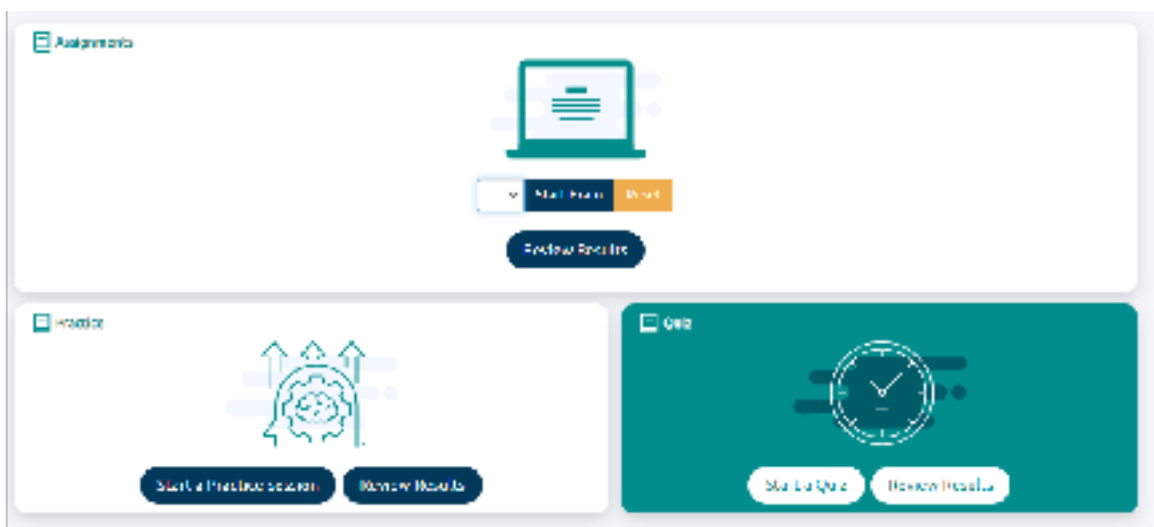 Assignments
Start Exam Reset
Review Results
Practice
Start a Practice session Review Results
Quiz
Start a Quiz Review Results